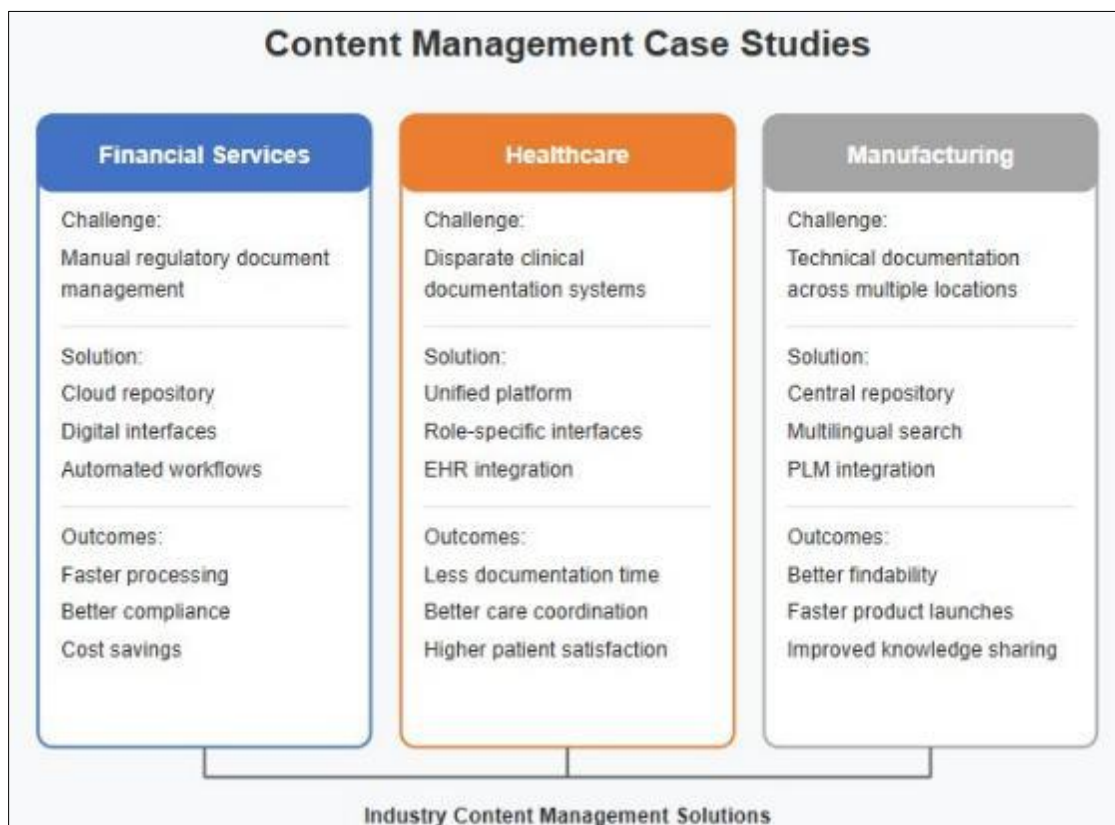 Content Management Case Studies
Financial Services
Challenge:
Manual regulatory document
management
Solution:
Cloud repository
Digital interfaces
Automated workflows
Outcomes:
Faster processing
Better compliance
Cost savings
Healthcare
Challenge:
Disparate clinical
documentation systems
Solution:
Unified platform
Role-specific interfaces
EHR integration
Outcomes:
Less documentation time
Better care coordination
Higher patient satisfaction
Manufacturing
Challenge:
Technical documentation
across multiple locations
Solution:
Central repository
Multilingual search
PLM integration
Outcomes:
Better findability
Faster product launches
Improved knowledge sharing
Industry Content Management Solutions